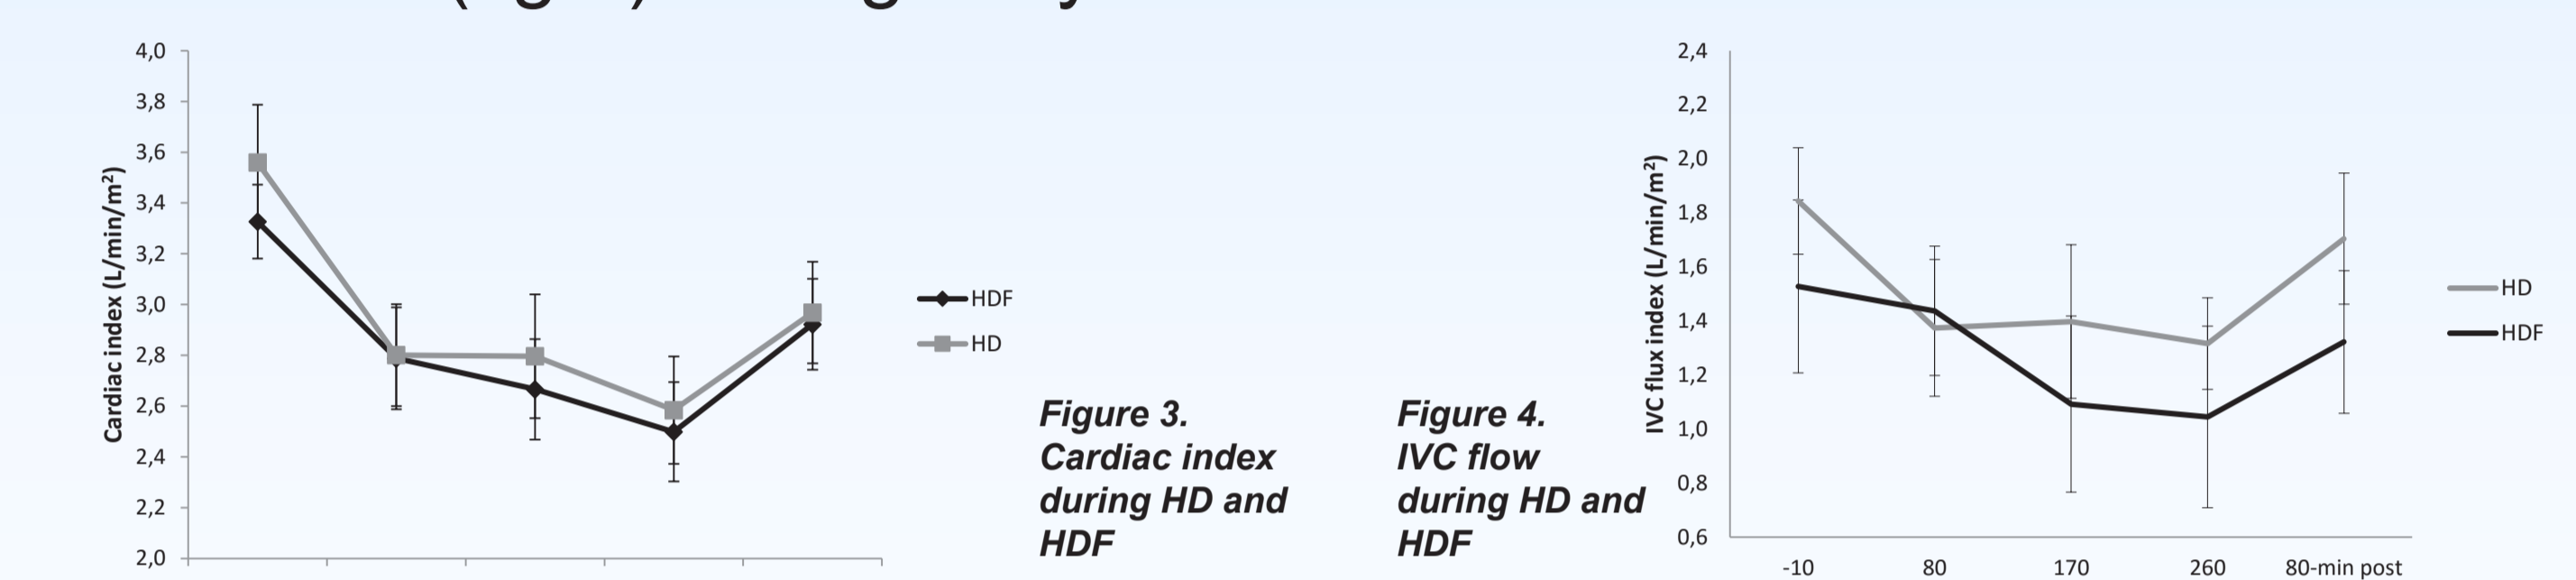 4,0
3,8
3,6
3,4
3,2
3,0
2,8
2,6
2,4
2,2
2,0
Cardiac index (L/min/m²)
HDF
HD
Figure 3.
Cardiac index
during HD and
HDF
Figure 4.
IVC flow
during HD and
HDF
2,4
2,2
2,0
1,8
1,6
1,4
1,2
1,0
0,8
0,6
IVC flux index (L/min/m²)
-10 80 170 260 80-min post
HD
HDF